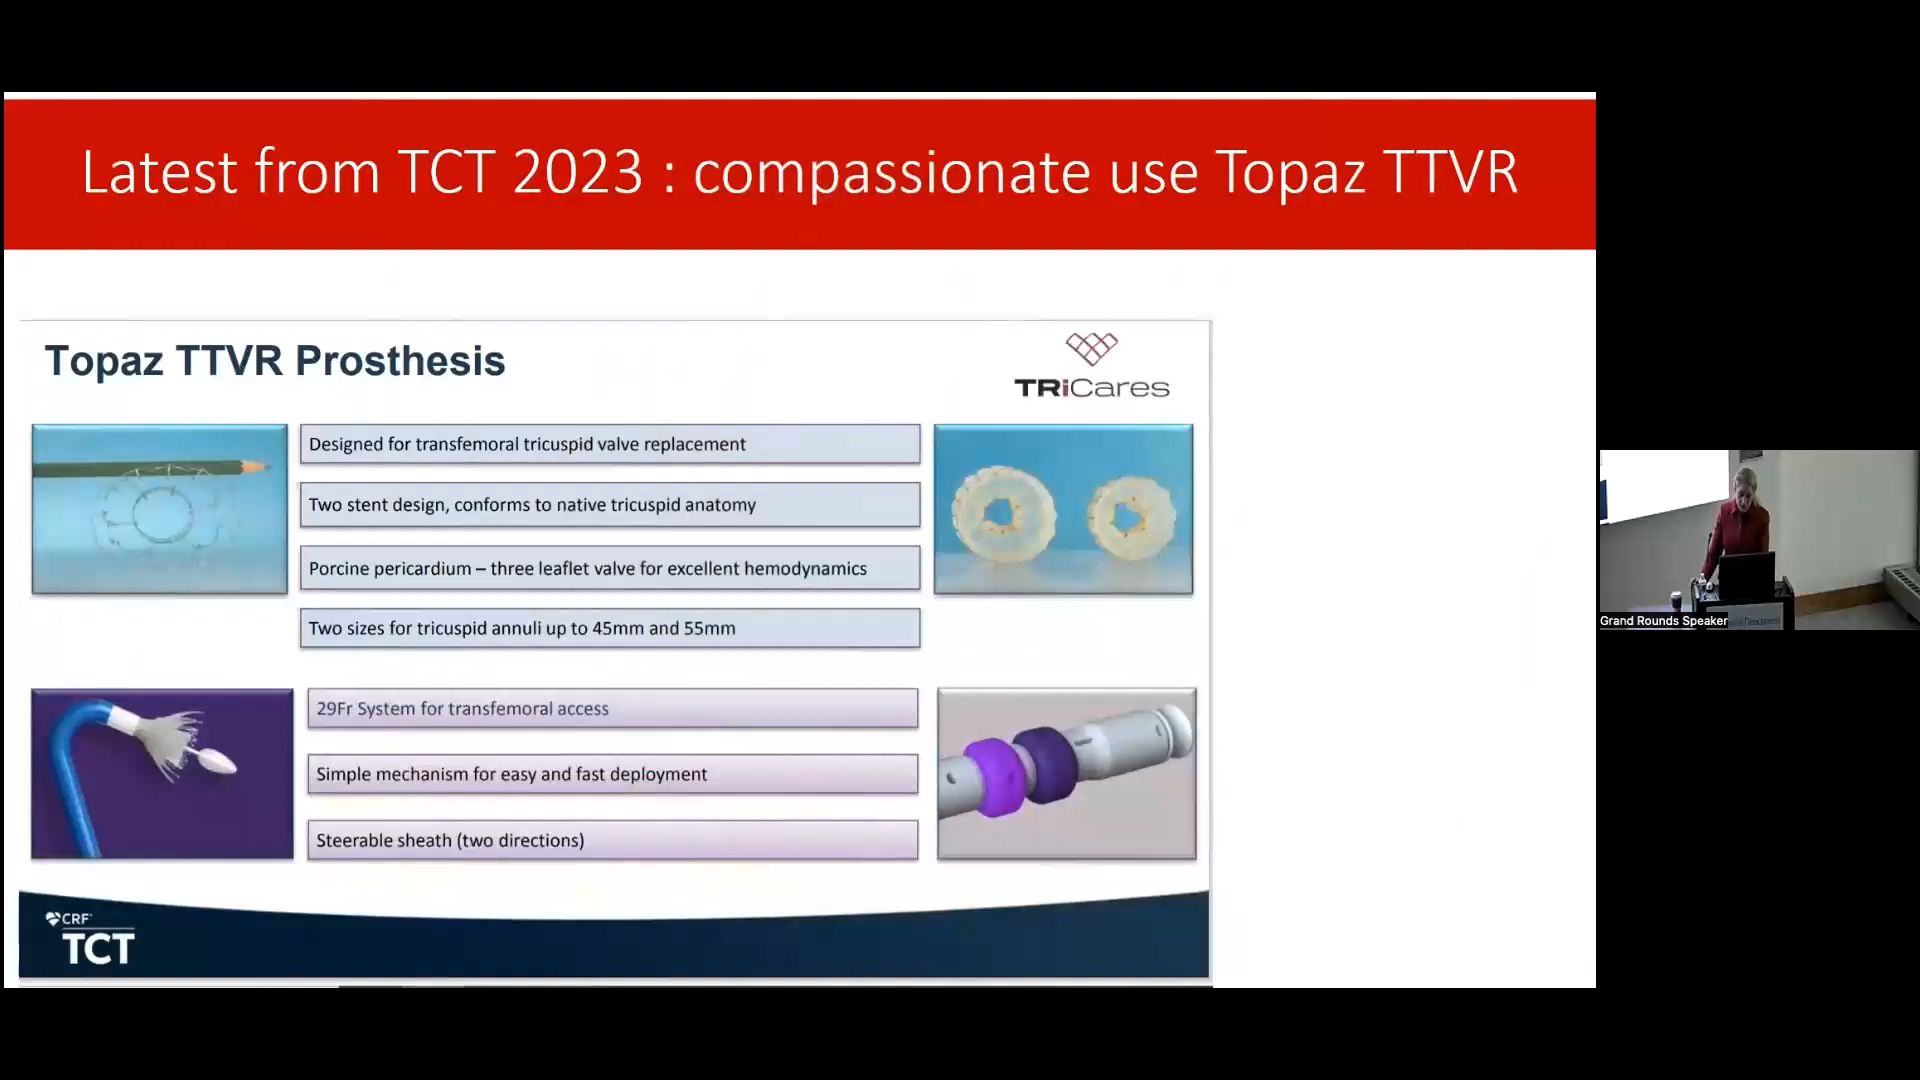 Latest from TCT 2023 : compassionate use Topaz TTVR
Topaz TTVR Prosthesis
TRiCares
Designed for transfemoral tricuspid valve replacement
Two stent design, conforms to native tricuspid anatomy
Porcine pericardium – three leaflet valve for excellent hemodynamics
Two sizes for tricuspid annuli up to 45mm and 55mm
29Fr System for transfemoral access
Simple mechanism for easy and fast deployment
Steerable sheath (two directions)
CRF
TCT
Grand Rounds Speaker